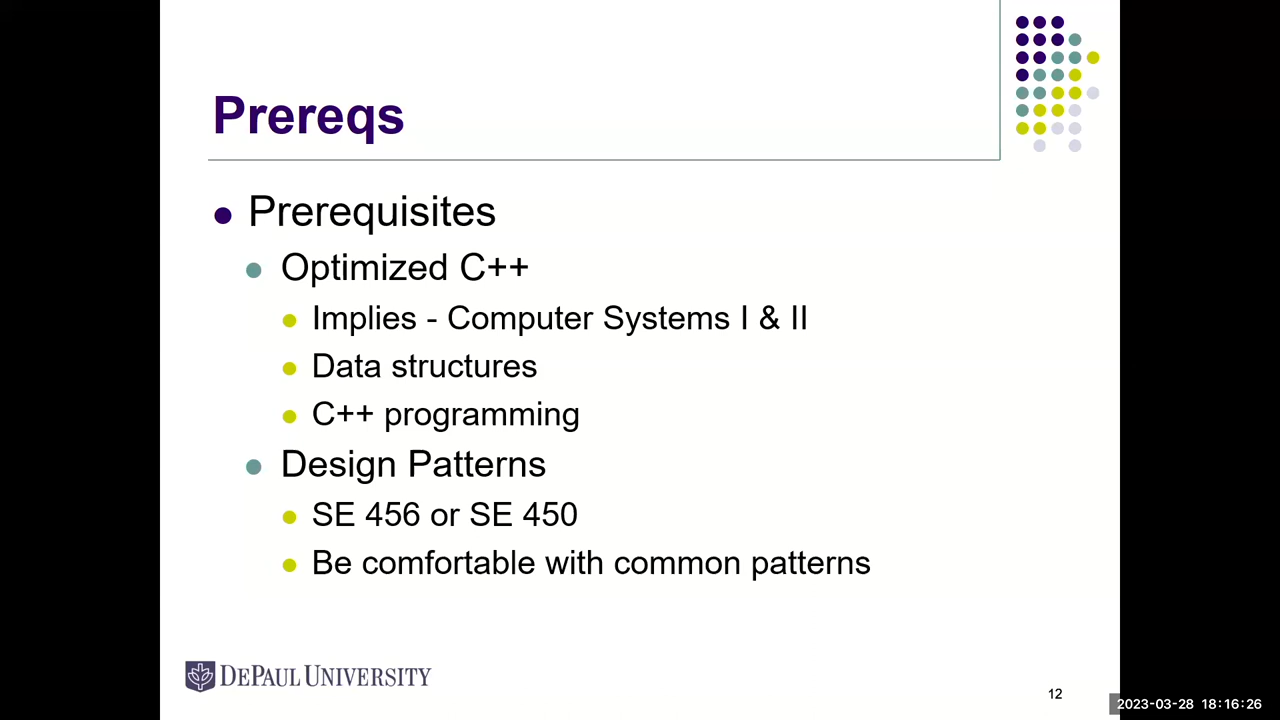 Prereqs
Prerequisites
Optimized C++
Implies - Computer Systems I & II
Data structures
C++ programming
Design Patterns
SE 456 or SE 450
Be comfortable with common patterns
DEPAUL UNIVERSITY
12
2023-03-28 18:16:26